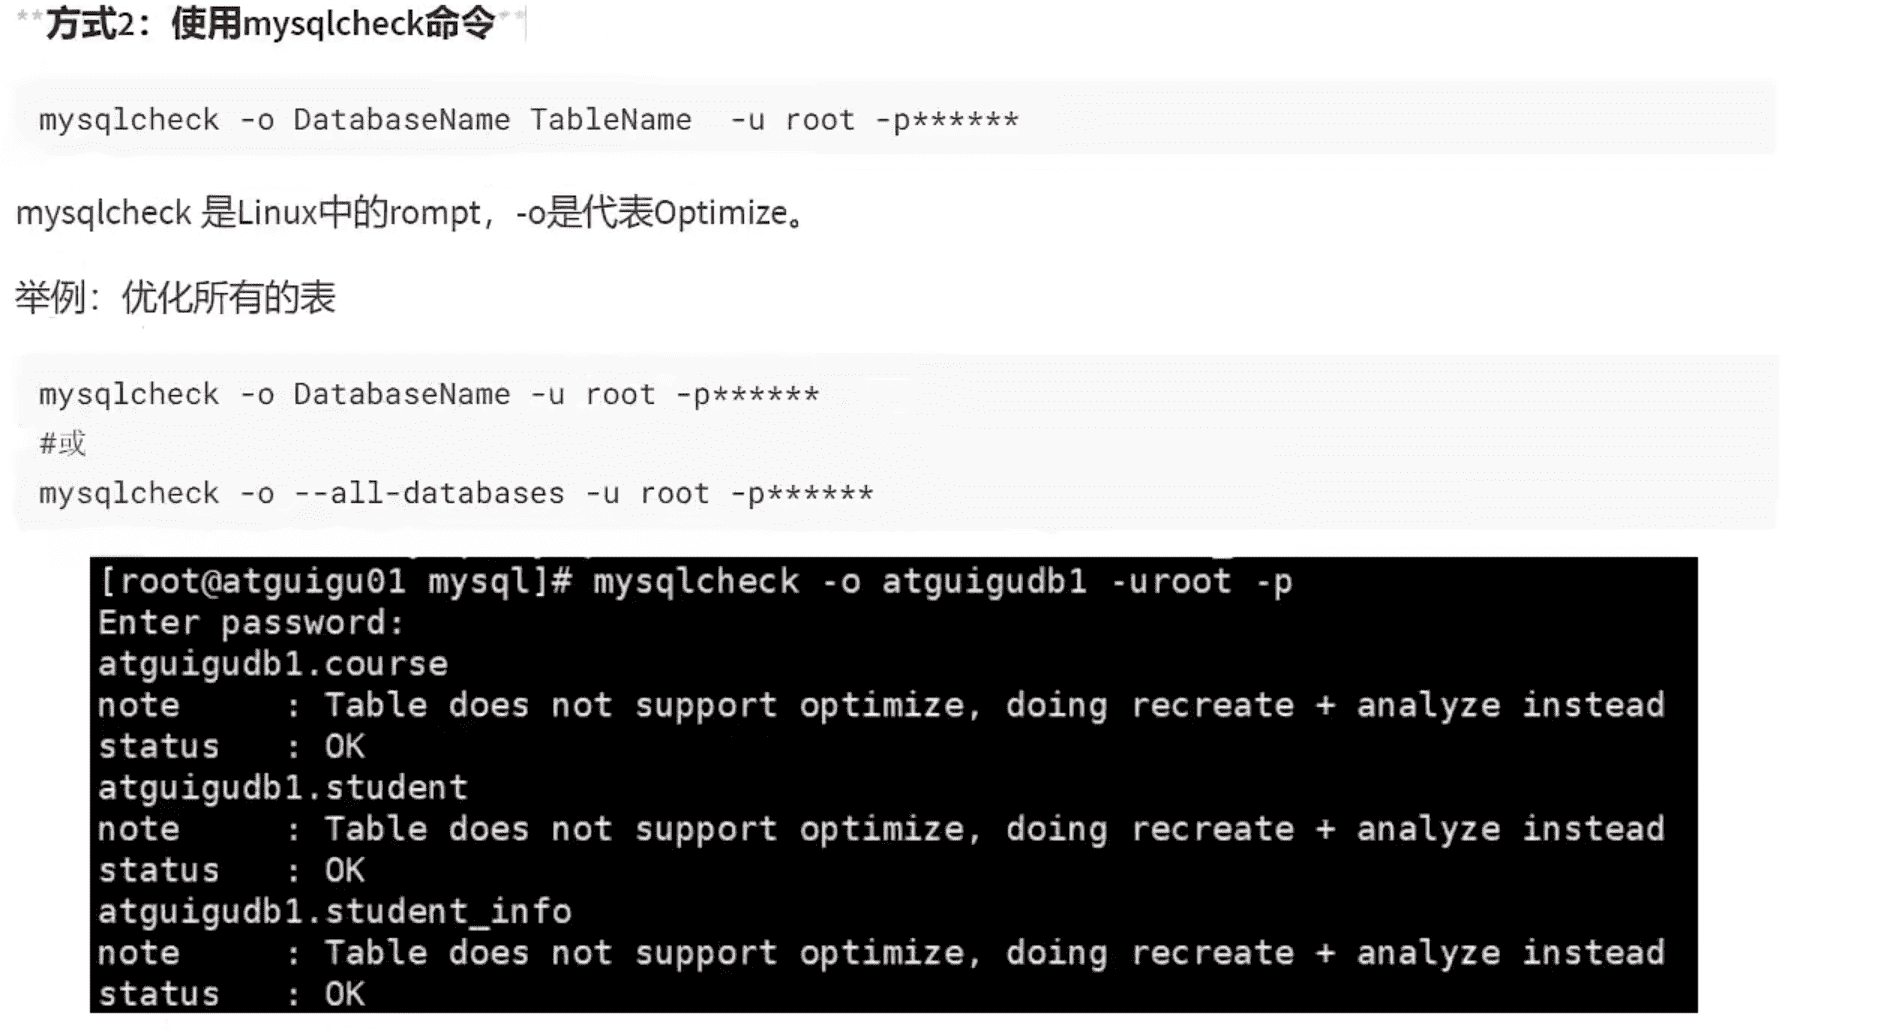 **方式2：使用mysqlcheck命令**
mysqlcheck -o DatabaseName TableName  -u root -p******
mysqlcheck 是Linux中的rompt，-o是代表Optimize。
举例：优化所有的表
mysqlcheck -o DatabaseName -u root -p******
#或
mysqlcheck -o --all-databases -u root -p******
[root@atguigu01 mysql]# mysqlcheck -o atguigudb1 -uroot -p
Enter password:
atguigudb1.course
note     : Table does not support optimize, doing recreate + analyze instead
status   : OK
atguigudb1.student
note     : Table does not support optimize, doing recreate + analyze instead
status   : OK
atguigudb1.student_info
note     : Table does not support optimize, doing recreate + analyze instead
status   : OK